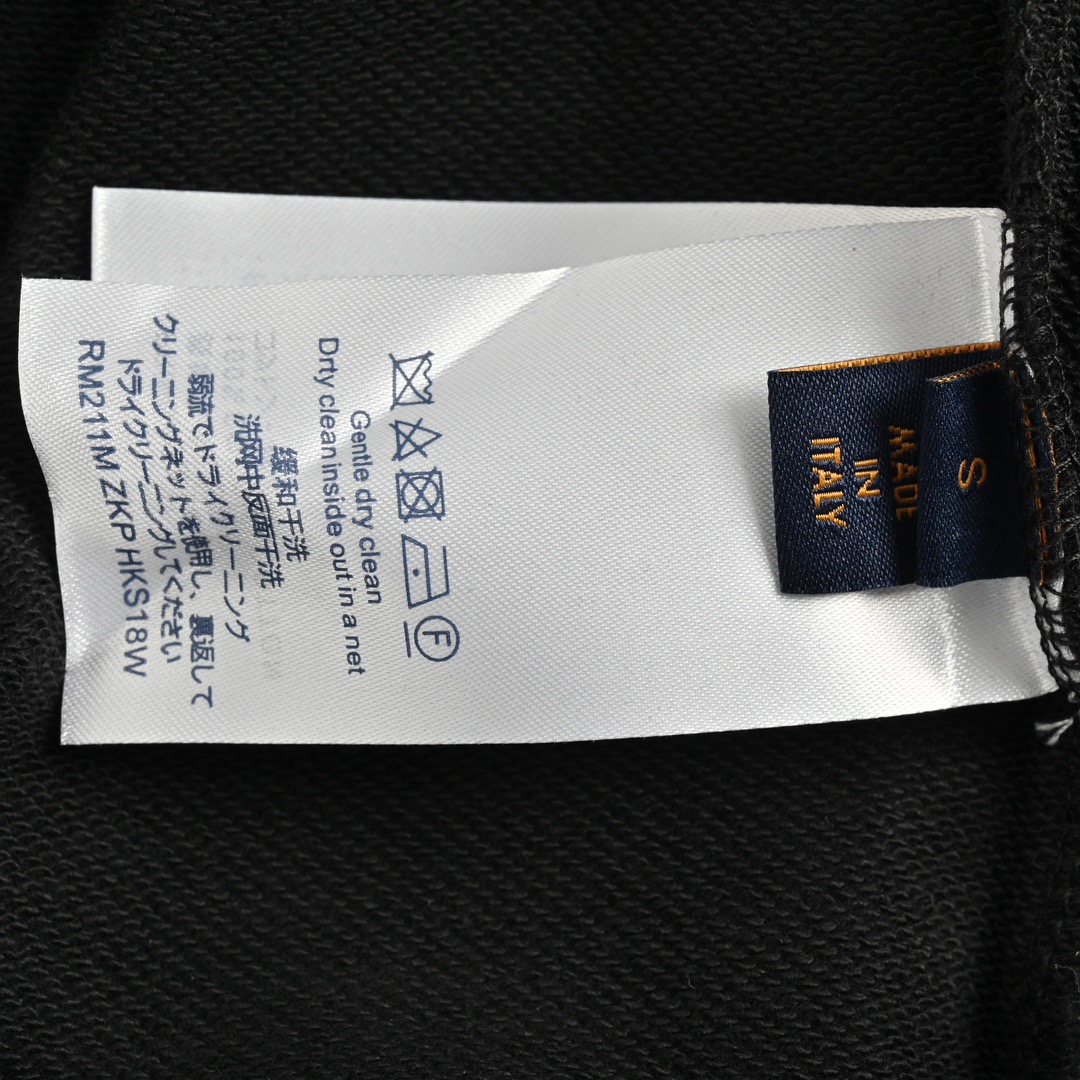 S
MADE
IN
ITALY
F
Gentle dry clean
Drty clean inside out in a net
缓和干洗
洗网中反面干洗
弱流でドライクリーニング
クリーニングネットを使用し、裏返して
ドライクリーニングしてください
RM211M ZKP HKS18W